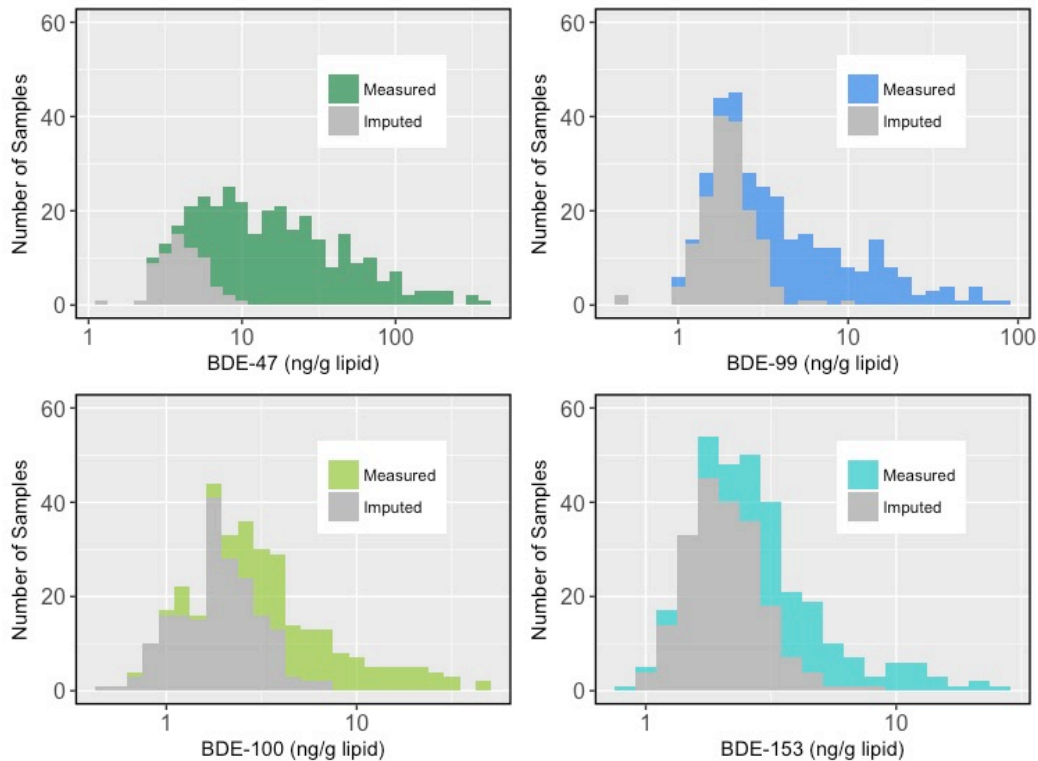 60
40
20
0
Number of Samples
Measured
Imputed
1
10
100
BDE-47 (ng/g lipid)
60
40
20
0
Number of Samples
Measured
Imputed
1
10
100
BDE-99 (ng/g lipid)
60
40
20
0
Number of Samples
Measured
Imputed
1
10
BDE-100 (ng/g lipid)
60
40
20
0
Number of Samples
Measured
Imputed
1
10
BDE-153 (ng/g lipid)